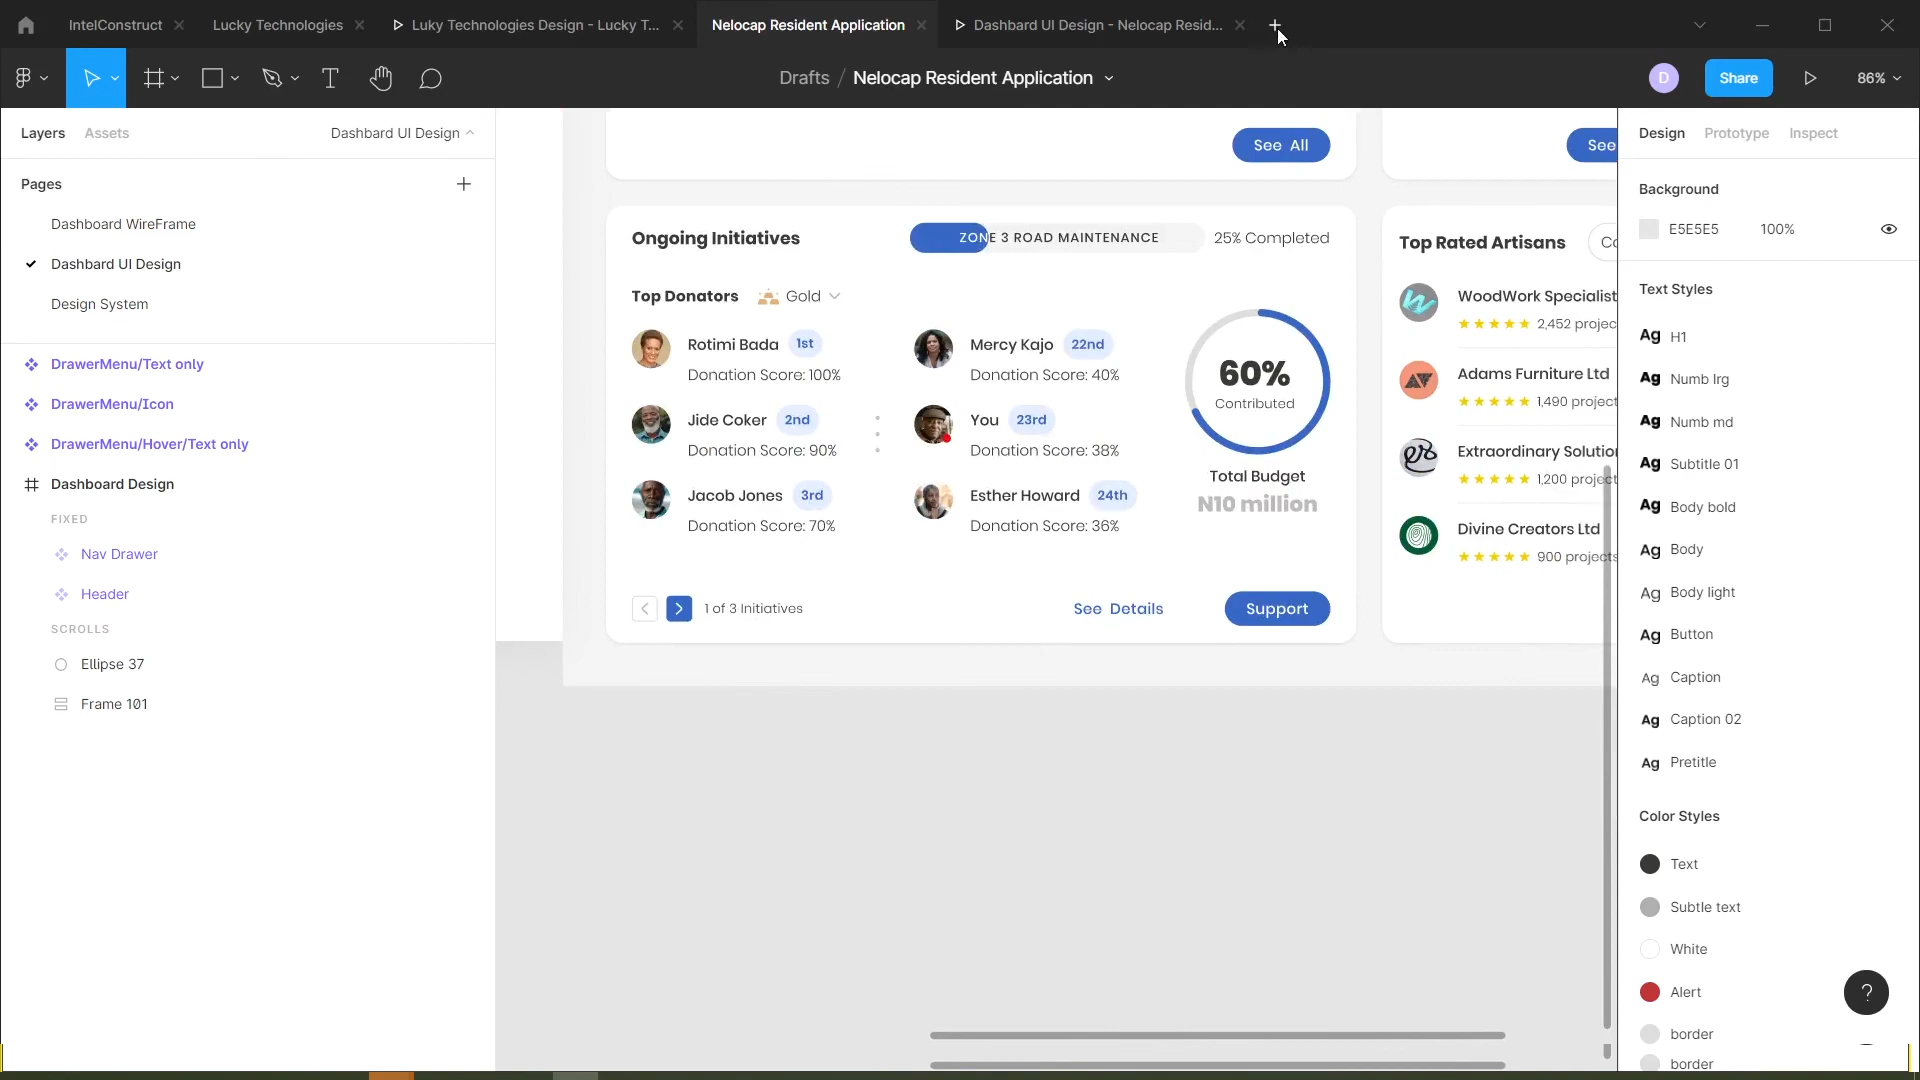 IntelConstruct
Lucky Technologies
Luky Technologies Design - Lucky T...
Nelocap Resident Application
Dashbard UI Design - Nelocap Resid...
Drafts / Nelocap Resident Application
D
Share
86%
Layers
Assets
Dashbard UI Design
Pages
Dashboard WireFrame
Dashbard UI Design
Design System
DrawerMenu/Text only
DrawerMenu/Icon
DrawerMenu/Hover/Text only
Dashboard Design
FIXED
Nav Drawer
Header
SCROLLS
Ellipse 37
Frame 101
See All
See
Ongoing Initiatives
ZONE 3 ROAD MAINTENANCE
25% Completed
Top Donators
Gold
Rotimi Bada 1st
Donation Score: 100%
Jide Coker 2nd
Donation Score: 90%
Jacob Jones 3rd
Donation Score: 70%
Mercy Kajo 22nd
Donation Score: 40%
You 23rd
Donation Score: 38%
Esther Howard 24th
Donation Score: 36%
60%
Contributed
Total Budget
N10 million
1 of 3 Initiatives
See Details
Support
Top Rated Artisans
Co
WoodWork Specialist
2,452 projec
Adams Furniture Ltd
1,490 project
Extraordinary Solution
1,200 project
Divine Creators Ltd
900 projects
Design
Prototype
Inspect
Background
E5E5E5
100%
Text Styles
Ag H1
Ag Numb lrg
Ag Numb md
Ag Subtitle 01
Ag Body bold
Ag Body
Ag Body light
Ag Button
Ag Caption
Ag Caption 02
Ag Pretitle
Color Styles
Text
Subtle text
White
Alert
border
border
?